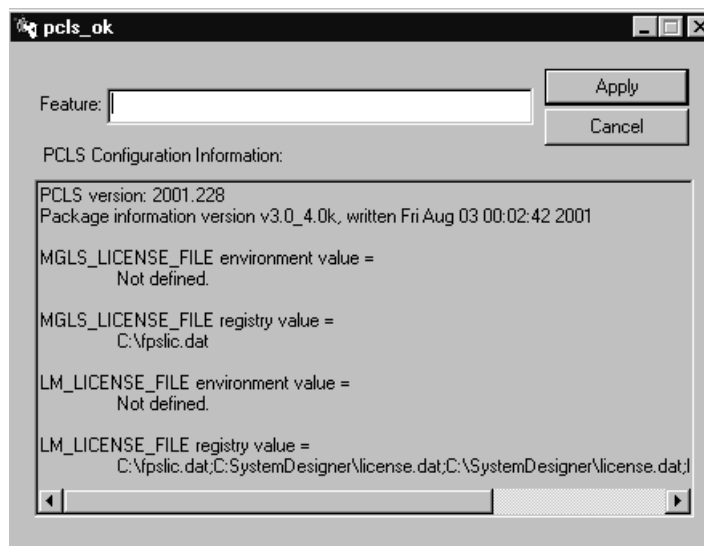 pcls_ok
Feature:
Apply
Cancel
PCLS Configuration Information:
PCLS version: 2001.228
Package information version v3.0_4.0k, written Fri Aug 03 00:02:42 2001
MGLS_LICENSE_FILE environment value =
Not defined.
MGLS_LICENSE_FILE registry value =
C:\fpslic.dat
LM_LICENSE_FILE environment value =
Not defined.
LM_LICENSE_FILE registry value =
C:\fpslic.dat;C:SystemDesigner\license.dat;C:\SystemDesigner\license.dat;